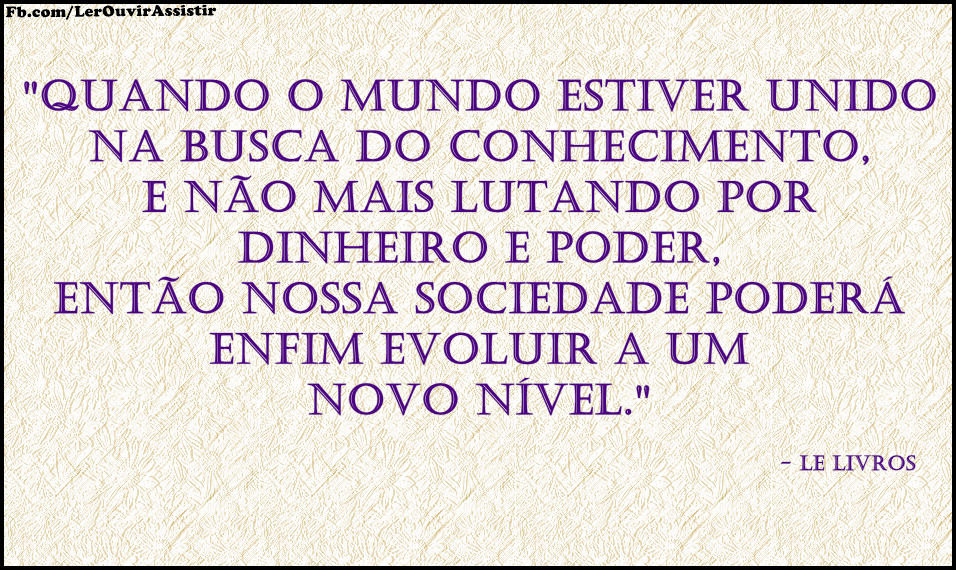 Fb.com/LerOuvirAssistir
"QUANDO O MUNDO ESTIVER UNIDO
NA BUSCA DO CONHECIMENTO,
E NÃO MAIS LUTANDO POR
DINHEIRO E PODER,
ENTÃO NOSSA SOCIEDADE PODERÁ
ENFIM EVOLUIR A UM
NOVO NÍVEL."
- LE LIVROS